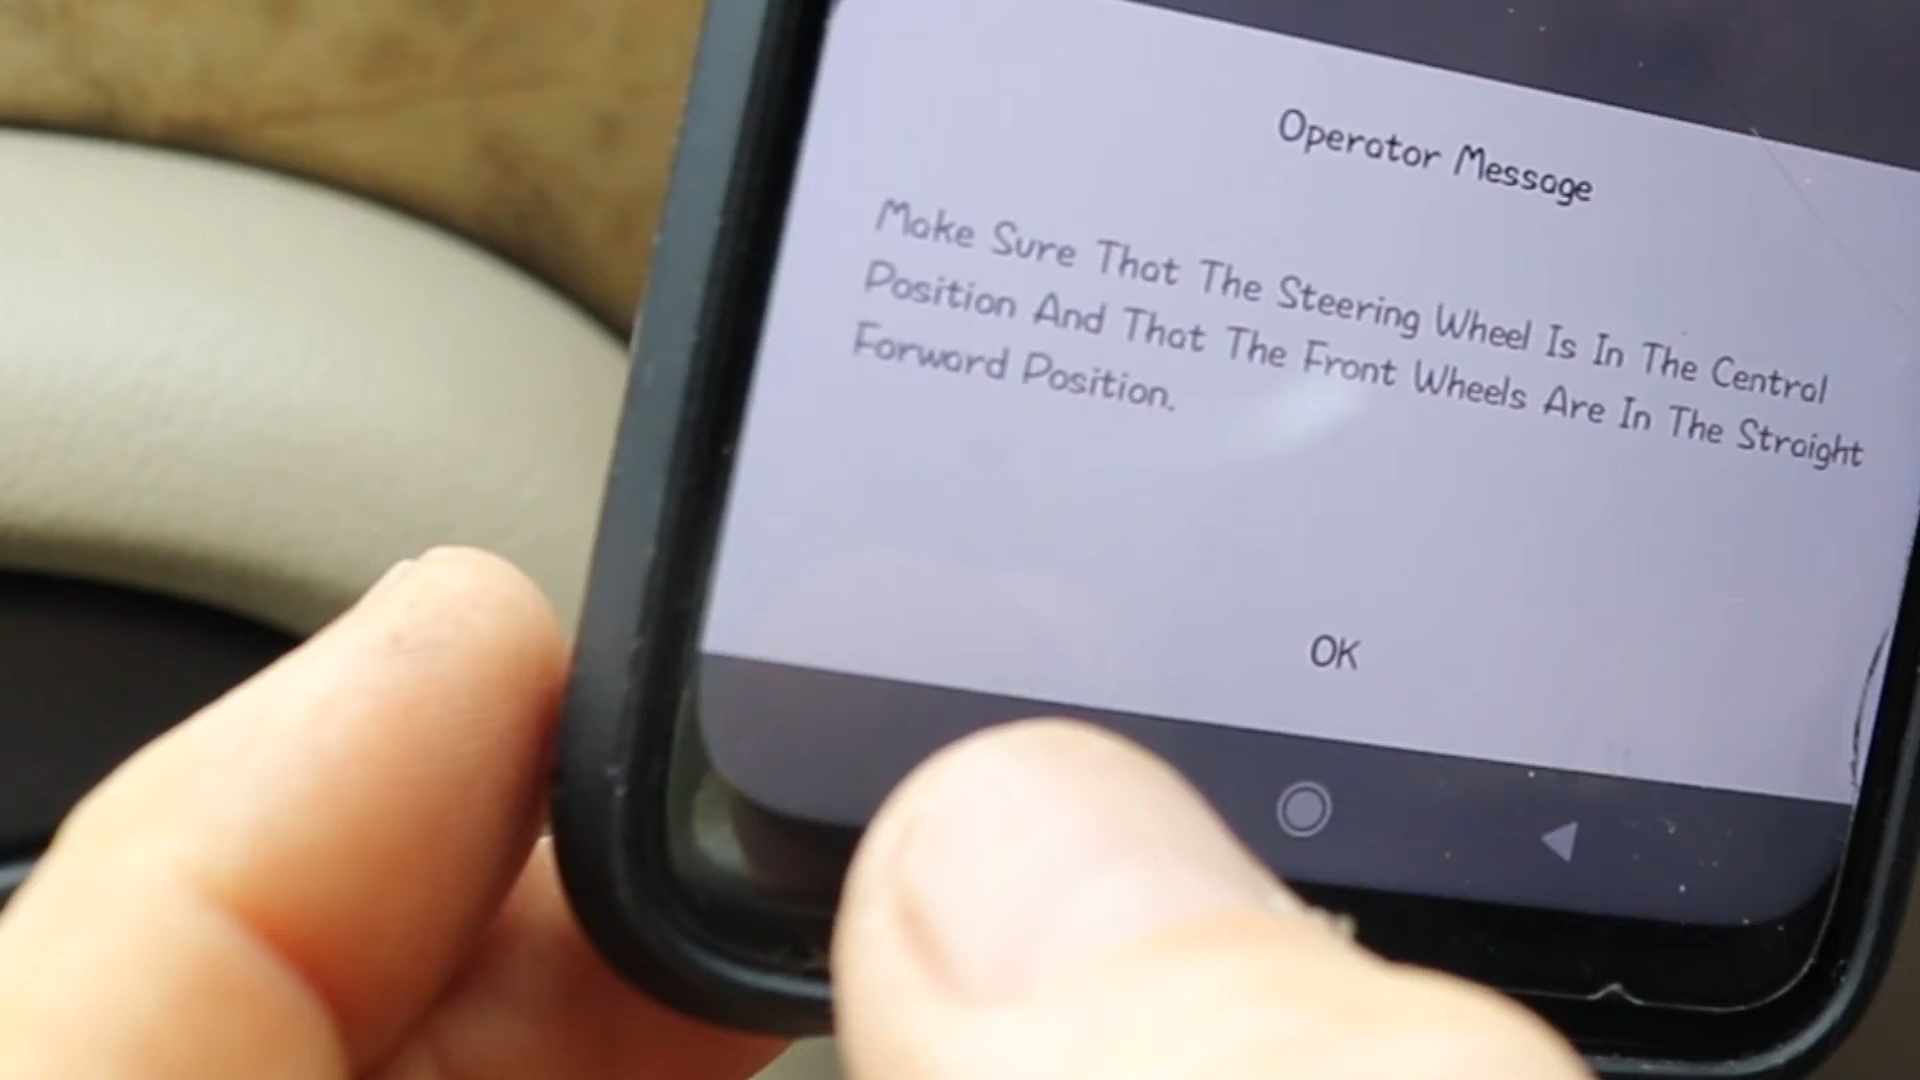 Operator Message
Make Sure That The Steering Wheel Is In The Central
Position And That The Front Wheels Are In The Straight
Forward Position.
OK